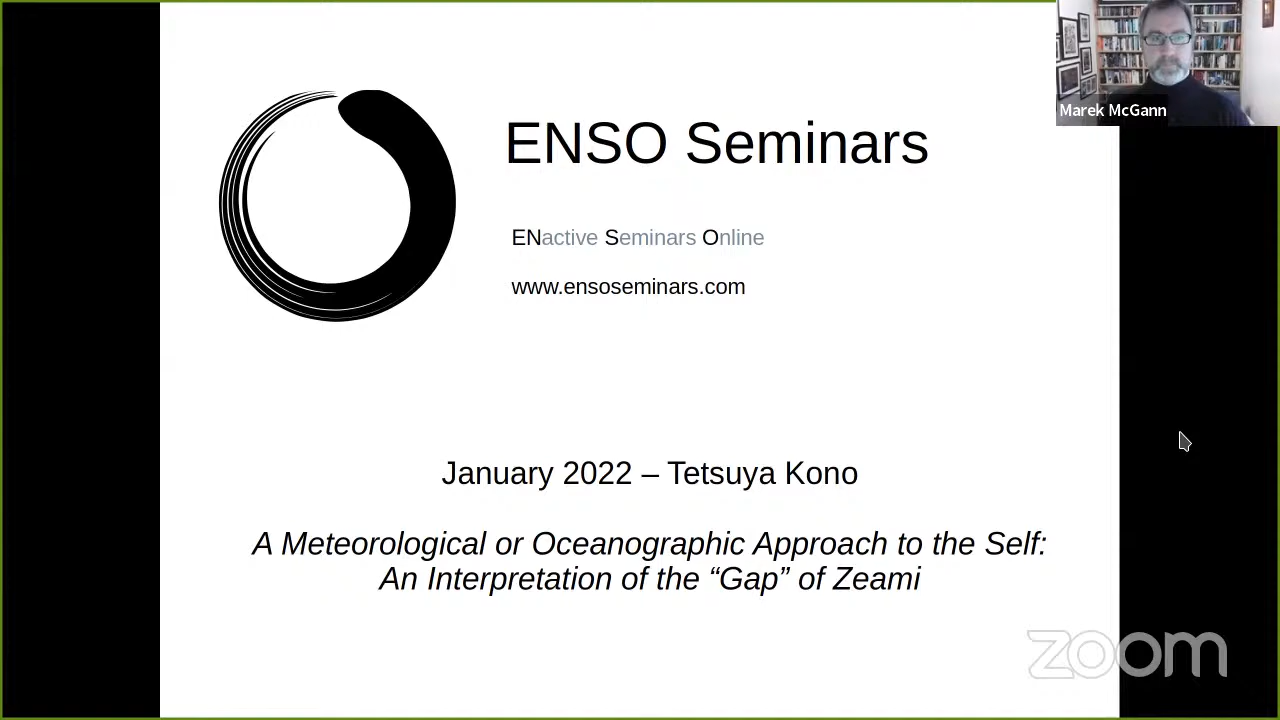 Marek McGann
ENSO Seminars
ENactive Seminars Online
www.ensoseminars.com
January 2022 – Tetsuya Kono
A Meteorological or Oceanographic Approach to the Self:
An Interpretation of the “Gap” of Zeami
zoom